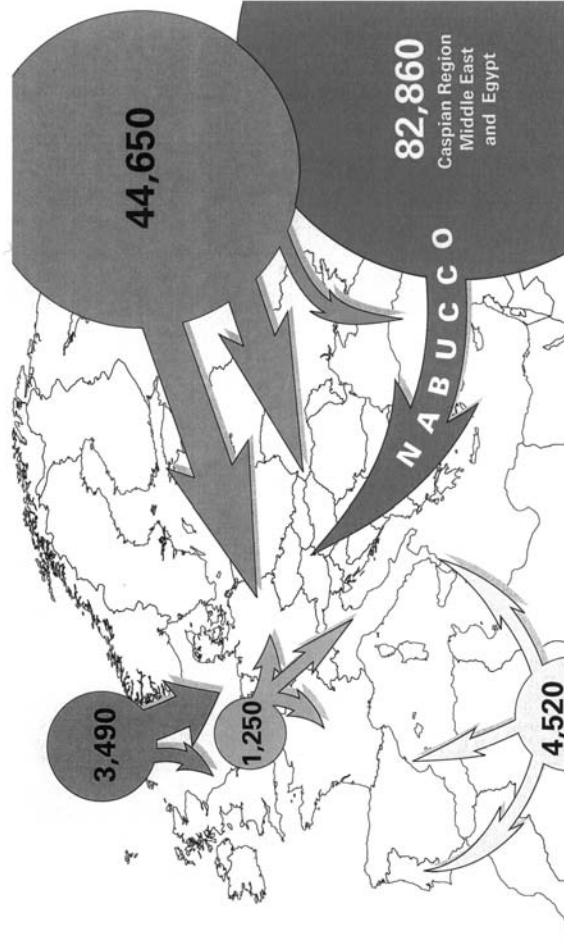 3,490
1,250
44,650
82,860
Caspian Region
Middle East
and Egypt
NABUCCO
4,520